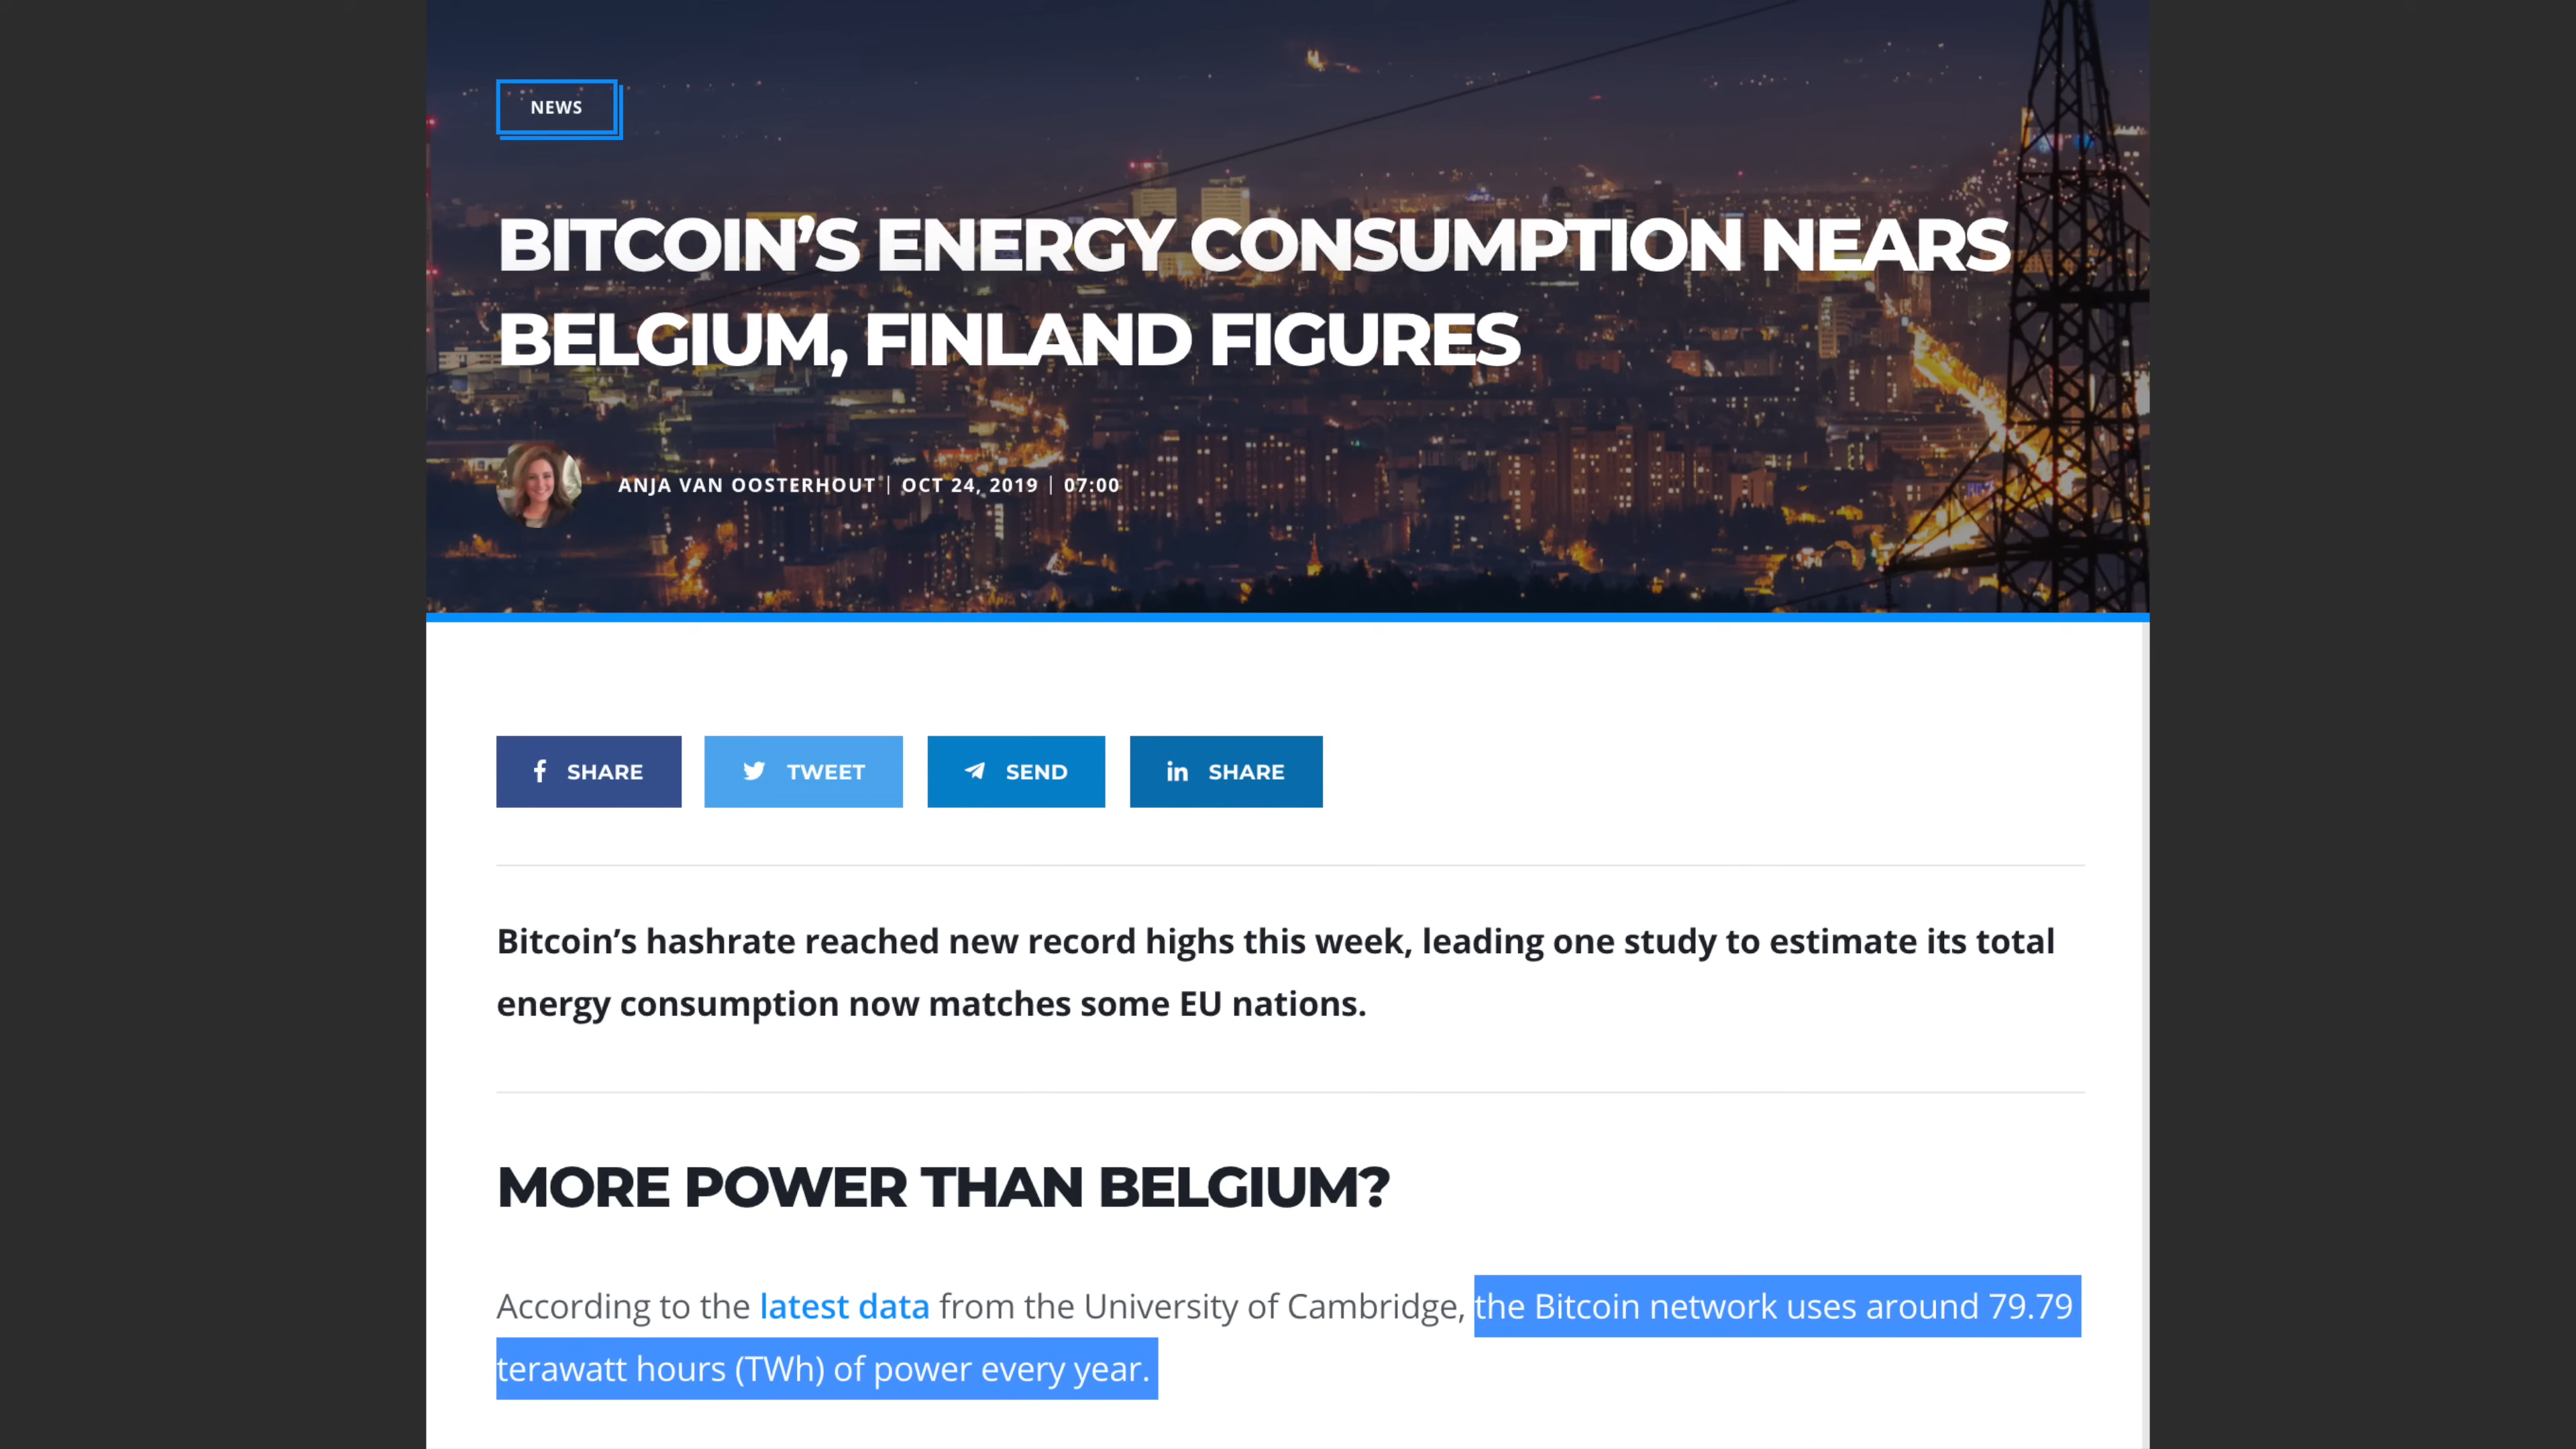 NEWS
BITCOIN’S ENERGY CONSUMPTION NEARS
BELGIUM, FINLAND FIGURES
ANJA VAN OOSTERHOUT | OCT 24, 2019 | 07:00
SHARE TWEET SEND SHARE
Bitcoin’s hashrate reached new record highs this week, leading one study to estimate its total
energy consumption now matches some EU nations.
MORE POWER THAN BELGIUM?
According to the latest data from the University of Cambridge, the Bitcoin network uses around 79.79
terawatt hours (TWh) of power every year.